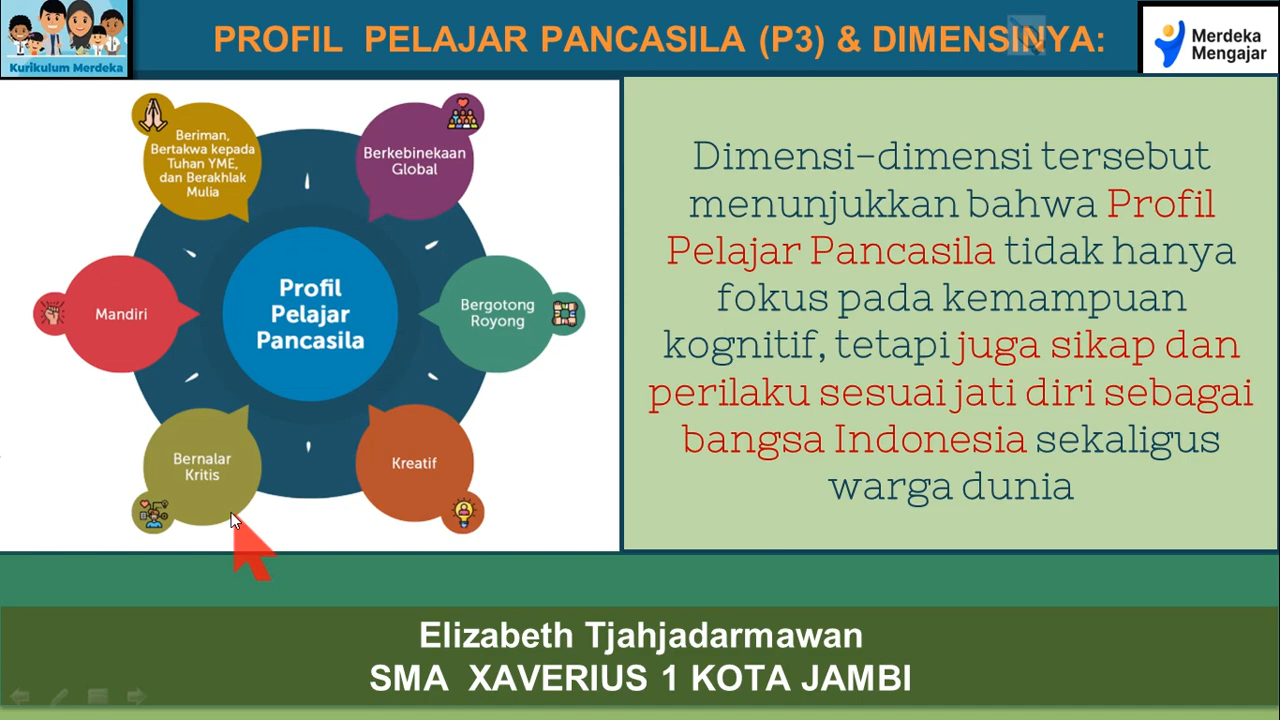 Kurikulum Merdeka
PROFIL PELAJAR PANCASILA (P3) & DIMENSINYA:
Merdeka
Mengajar
Beriman,
Bertakwa kepada
Tuhan YME,
dan Berakhlak
Mulia
Berkebinekaan
Global
Mandiri
Profil
Pelajar
Pancasila
Bergotong
Royong
Bernalar
Kritis
Kreatif
Dimensi-dimensi tersebut
menunjukkan bahwa Profil
Pelajar Pancasila tidak hanya
fokus pada kemampuan
kognitif, tetapi juga sikap dan
perilaku sesuai jati diri sebagai
bangsa Indonesia sekaligus
warga dunia
Elizabeth Tjahjadarmawan
SMA XAVERIUS 1 KOTA JAMBI